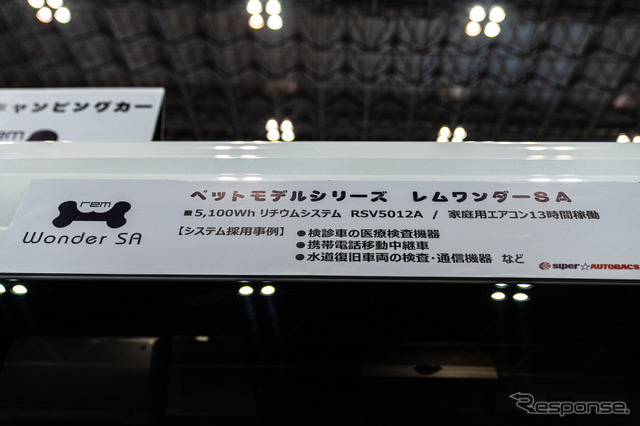 キャンピングカー
rem
rem
Wonder SA
ペットモデルシリーズ レムワンダーSA
■5,100Wh リチウムシステム RSV5012A / 家庭用エアコン13時間稼働
【システム採用事例】 ●検診車の医療検査機器
●携帯電話移動中継車
●水道復旧車両の検査・通信機器 など
super☆AUTOBACS
Response.